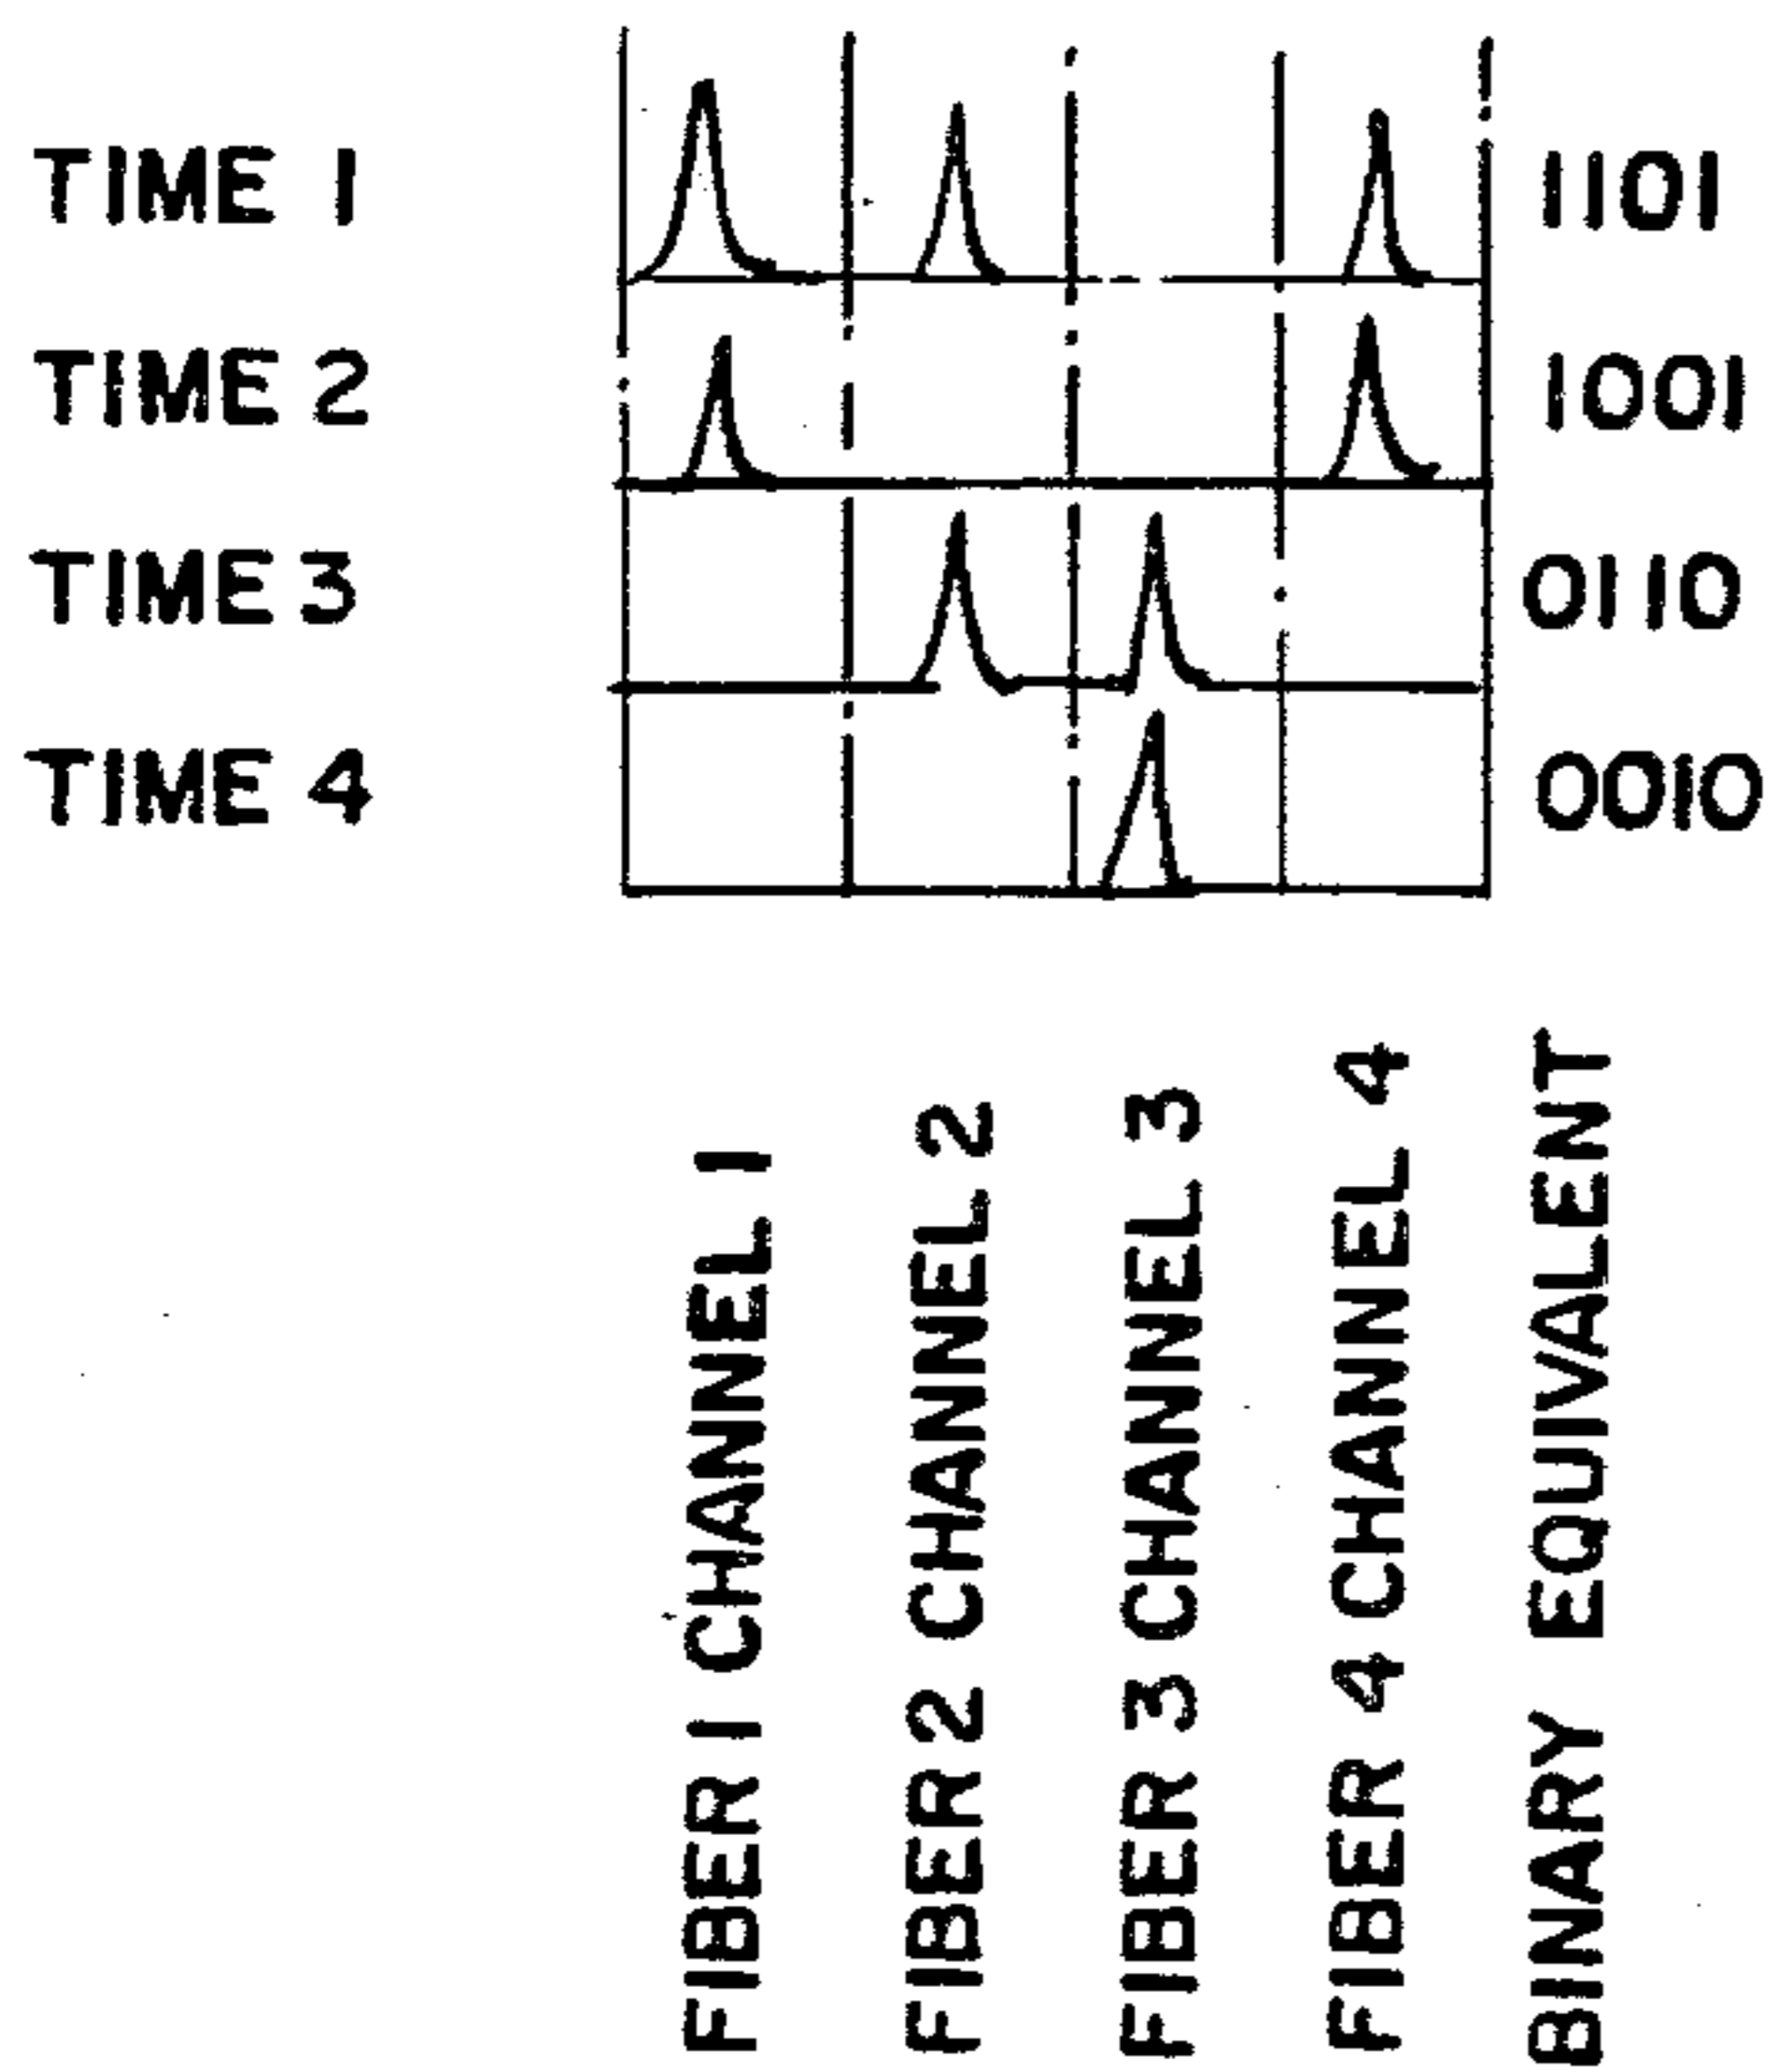 TIME 1
1101
TIME 2
1001
TIME 3
0110
TIME 4
0010
FIBER 1 CHANNEL 1
FIBER 2 CHANNEL 2
FIBER 3 CHANNEL 3
FIBER 4 CHANNEL 4
BINARY EQUIVALENT